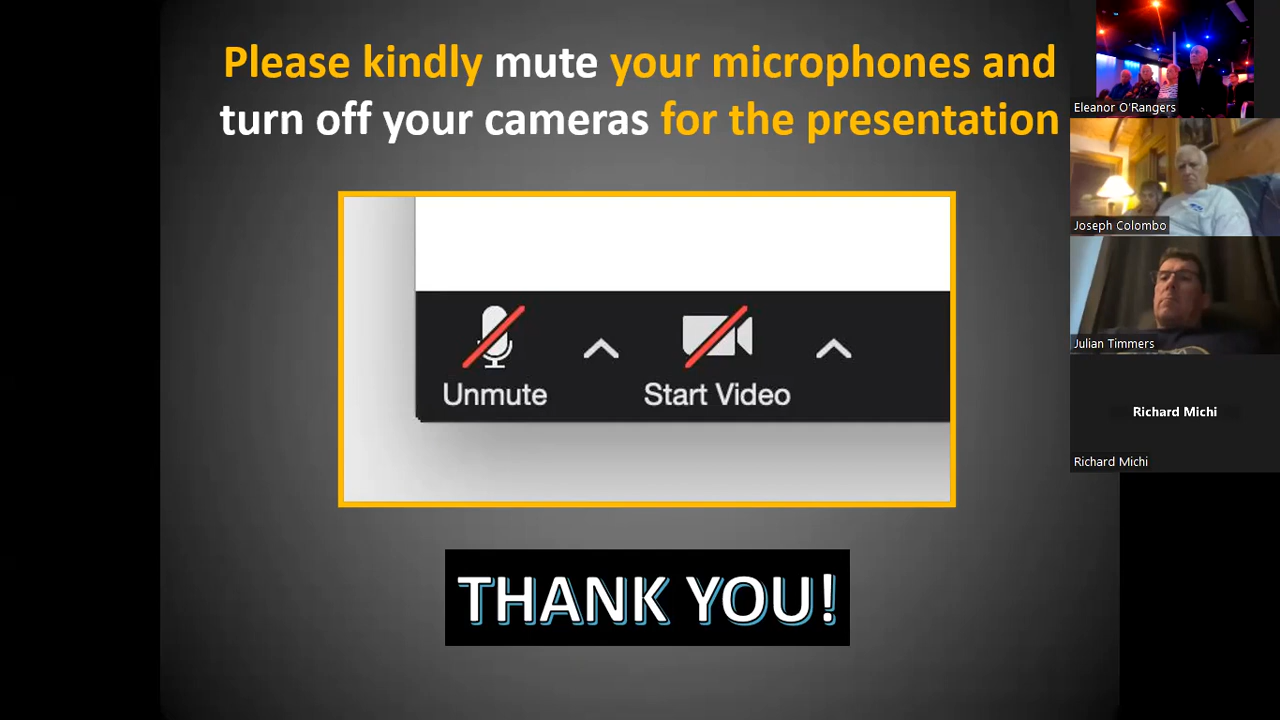 Please kindly mute your microphones and
turn off your cameras for the presentation
Unmute
Start Video
THANK YOU!
Eleanor O'Rangers
Joseph Colombo
Julian Timmers
Richard Michi
Richard Michi